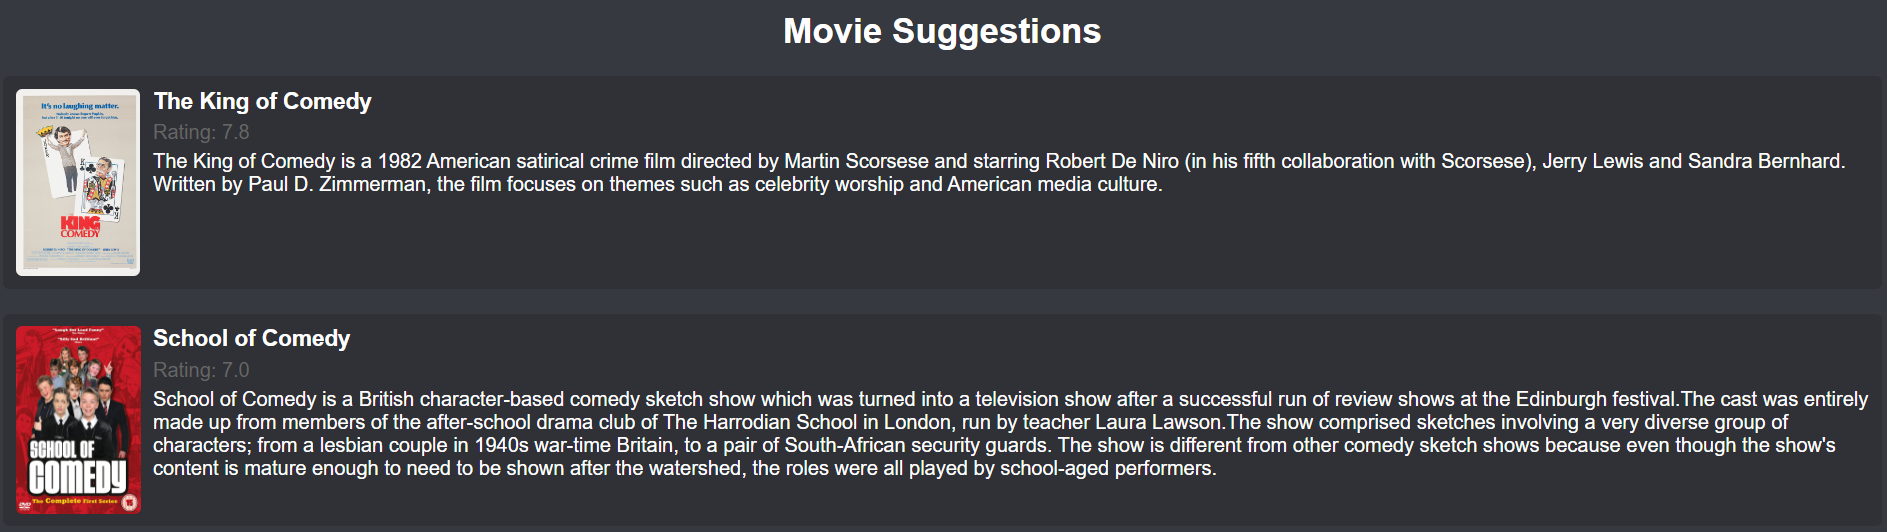 Movie Suggestions
It's no laughing matter.
KING
COMEDY
The King of Comedy
Rating: 7.8
The King of Comedy is a 1982 American satirical crime film directed by Martin Scorsese and starring Robert De Niro (in his fifth collaboration with Scorsese), Jerry Lewis and Sandra Bernhard.
Written by Paul D. Zimmerman, the film focuses on themes such as celebrity worship and American media culture.
SCHOOL OF
COMEDY
The Complete First Series
DVD
15
School of Comedy
Rating: 7.0
School of Comedy is a British character-based comedy sketch show which was turned into a television show after a successful run of review shows at the Edinburgh festival.The cast was entirely
made up from members of the after-school drama club of The Harrodian School in London, run by teacher Laura Lawson.The show comprised sketches involving a very diverse group of
characters; from a lesbian couple in 1940s war-time Britain, to a pair of South-African security guards. The show is different from other comedy sketch shows because even though the show's
content is mature enough to need to be shown after the watershed, the roles were all played by school-aged performers.